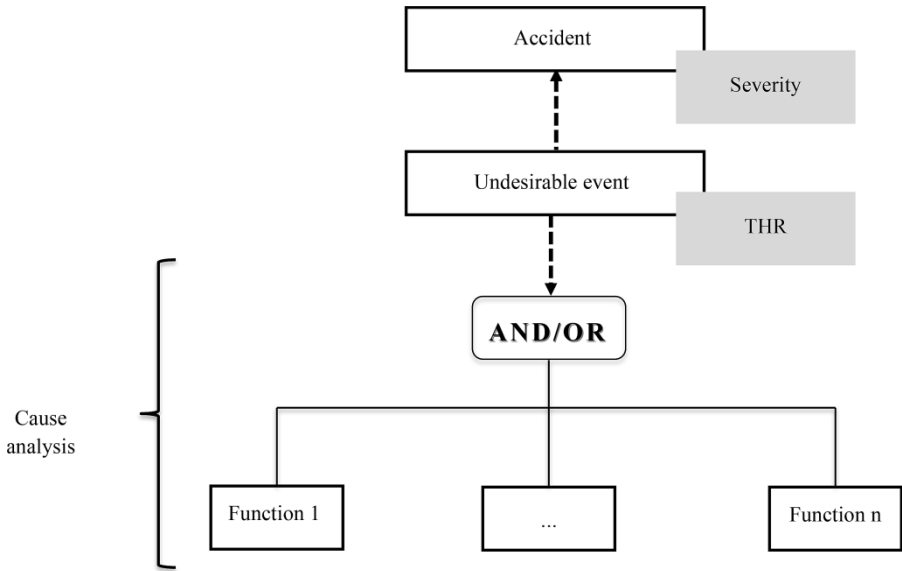 Accident
Severity
Undesirable event
THR
AND/OR
Cause
analysis
Function 1
...
Function n